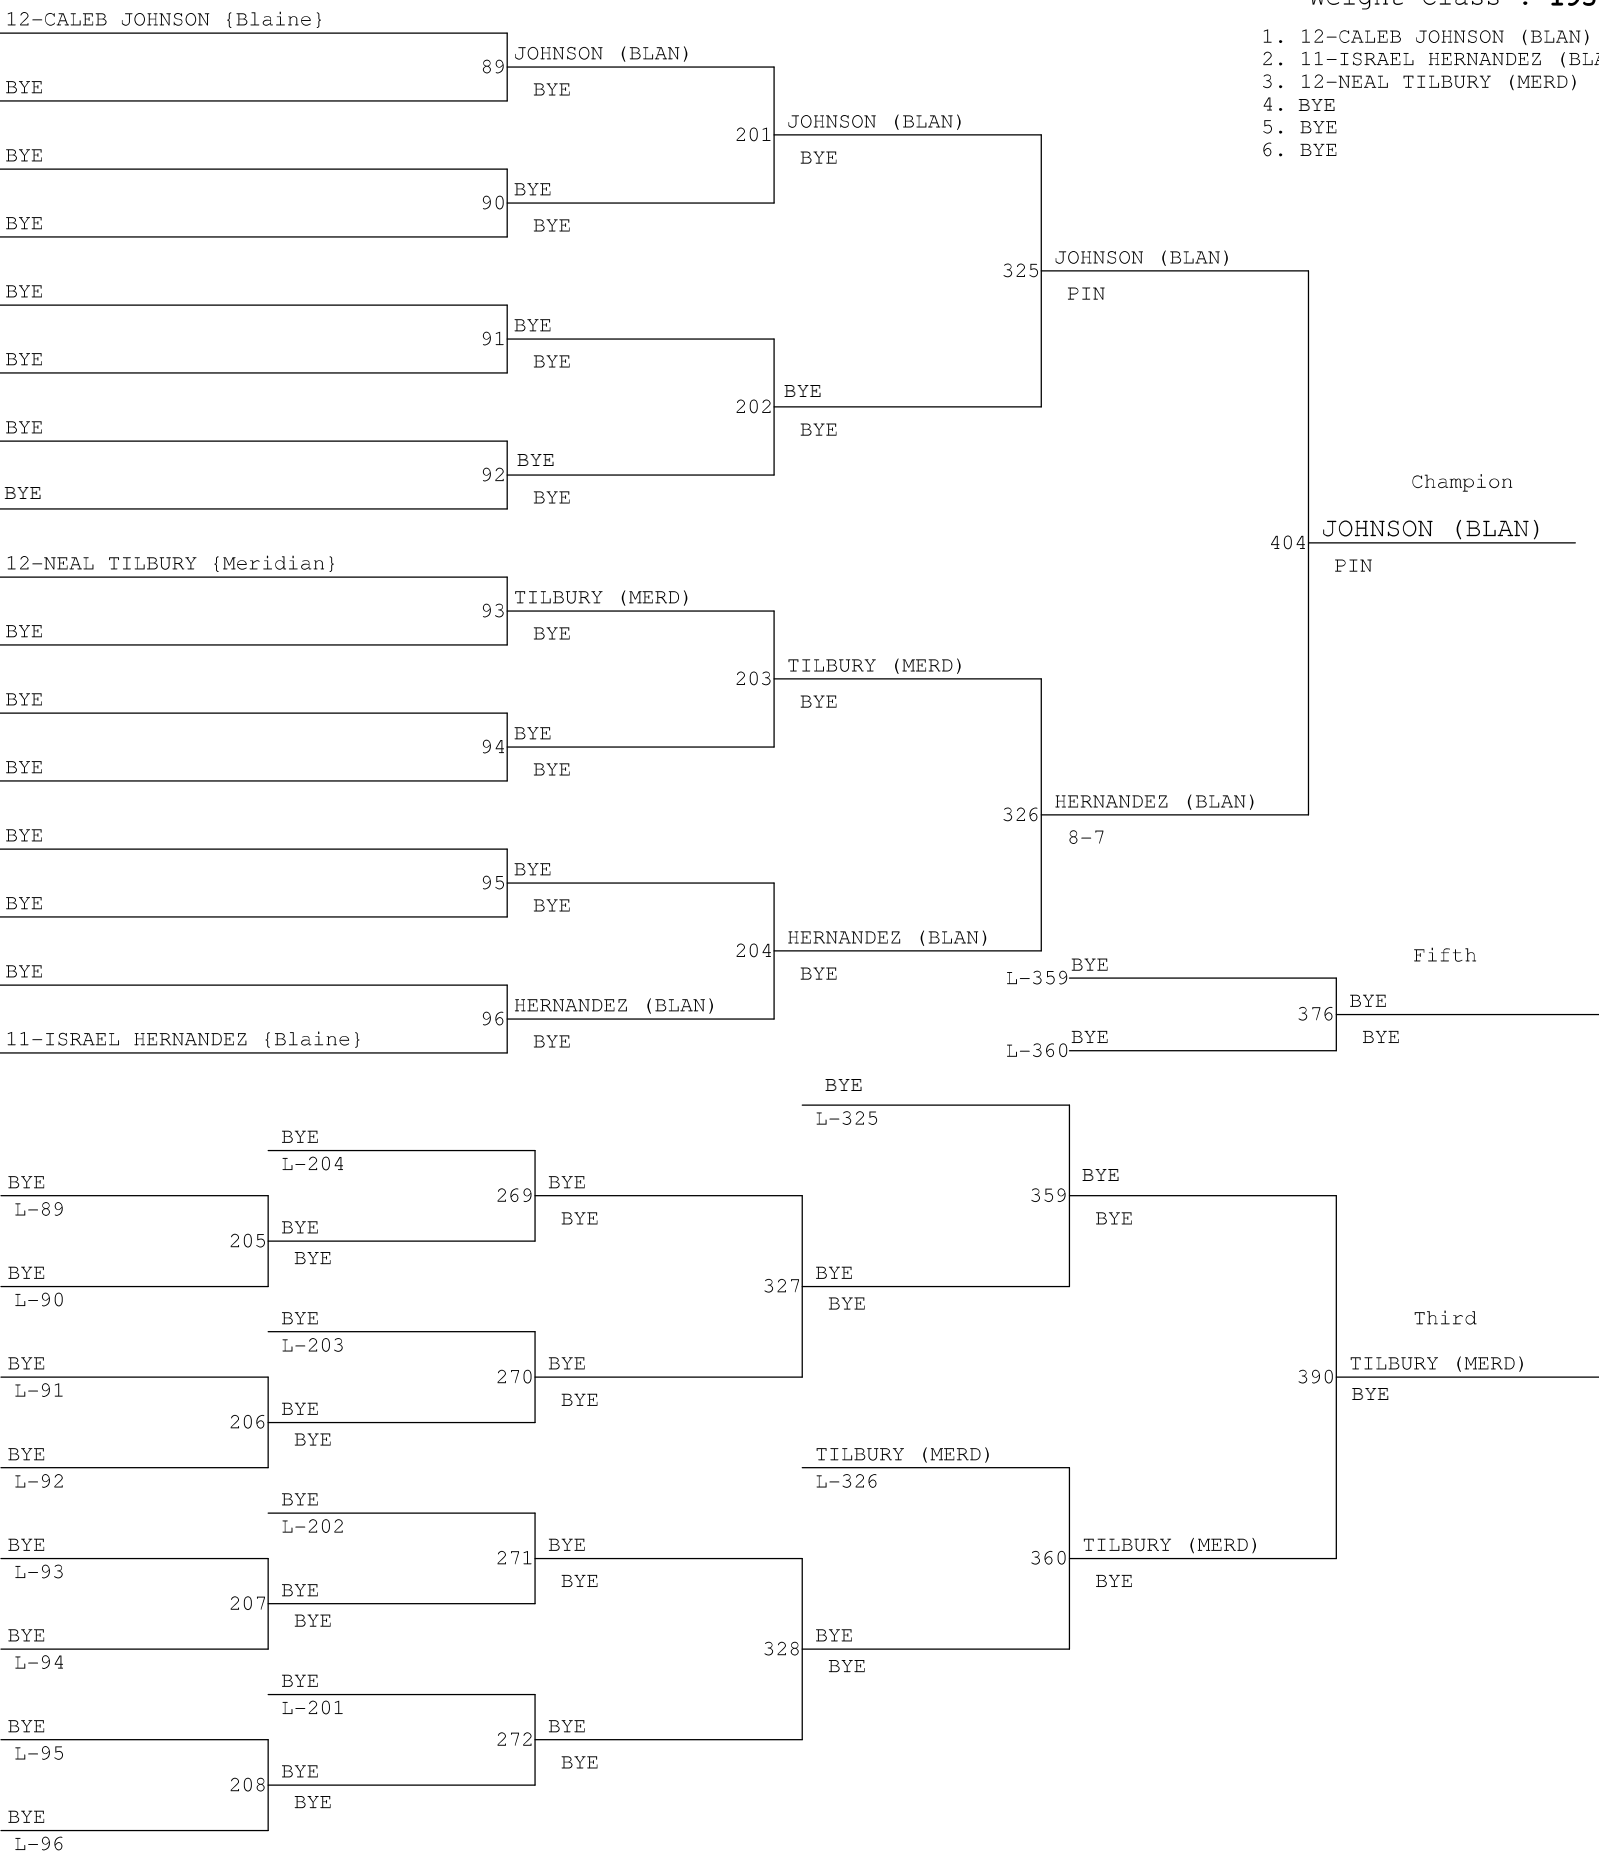 Weight Class :
1. 12-CALEB JOHNSON (BLAN)
2. 11-ISRAEL HERNANDEZ
3. 12-NEAL TILBURY (MERD)
4. BYE
5. BYE
6. BYE
12-CALEB JOHNSON {Blaine}
89
JOHNSON (BLAN)
BYE
BYE
201
JOHNSON (BLAN)
BYE
BYE
90
BYE
BYE
BYE
325
JOHNSON (BLAN)
PIN
BYE
91
BYE
BYE
BYE
202
BYE
BYE
BYE
92
BYE
BYE
BYE
Champion
404
JOHNSON (BLAN)
PIN
12-NEAL TILBURY {Meridian}
93
TILBURY (MERD)
BYE
BYE
203
TILBURY (MERD)
BYE
BYE
94
BYE
BYE
BYE
326
HERNANDEZ (BLAN)
8-7
BYE
95
BYE
BYE
BYE
204
HERNANDEZ (BLAN)
BYE
BYE
96
HERNANDEZ (BLAN)
BYE
11-ISRAEL HERNANDEZ {Blaine}
Fifth
BYE
L-359
376
BYE
BYE
BYE
L-360
BYE
L-325
BYE
L-204
BYE
L-89
269
BYE
BYE
359
BYE
BYE
205
BYE
BYE
BYE
L-90
327
BYE
BYE
BYE
L-203
BYE
L-91
270
BYE
BYE
206
BYE
BYE
BYE
L-92
Third
390
TILBURY (MERD)
BYE
TILBURY (MERD)
L-326
BYE
L-202
BYE
L-93
271
BYE
BYE
360
TILBURY (MERD)
BYE
207
BYE
BYE
BYE
L-94
328
BYE
BYE
BYE
L-201
BYE
L-95
272
BYE
BYE
208
BYE
BYE
BYE
L-96